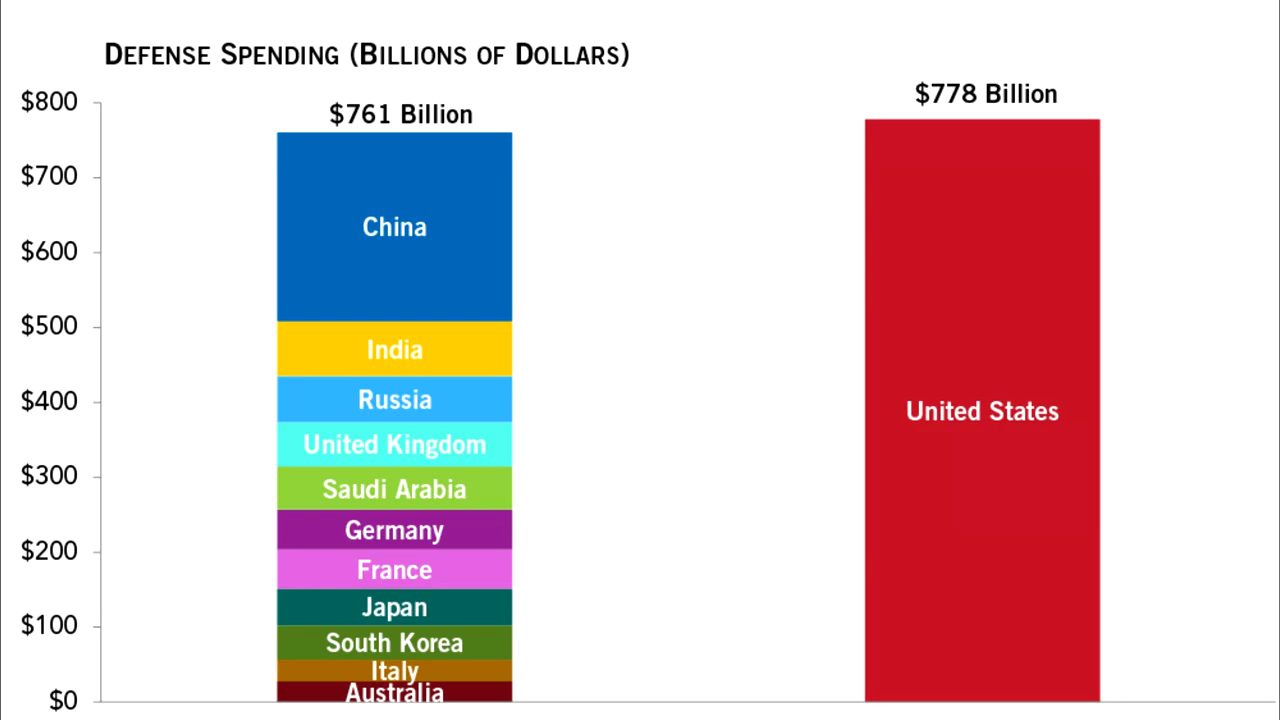 DEFENSE SPENDING (BILLIONS OF DOLLARS)
$800
$700
$600
$500
$400
$300
$200
$100
$0
$761 Billion
China
India
Russia
United Kingdom
Saudi Arabia
Germany
France
Japan
South Korea
Italy
Australia
$778 Billion
United States